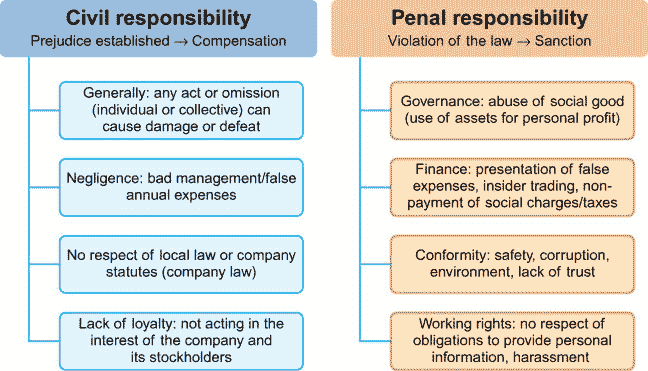 Civil responsibility
Prejudice established → Compensation
Generally: any act or omission
(individual or collective) can
cause damage or defeat
Negligence: bad management/false
annual expenses
No respect of local law or company
statutes (company law)
Lack of loyalty: not acting in the
interest of the company and
its stockholders
Penal responsibility
Violation of the law → Sanction
Governance: abuse of social good
(use of assets for personal profit)
Finance: presentation of false
expenses, insider trading, non-
payment of social charges/taxes
Conformity: safety, corruption,
environment, lack of trust
Working rights: no respect of
obligations to provide personal
information, harassment